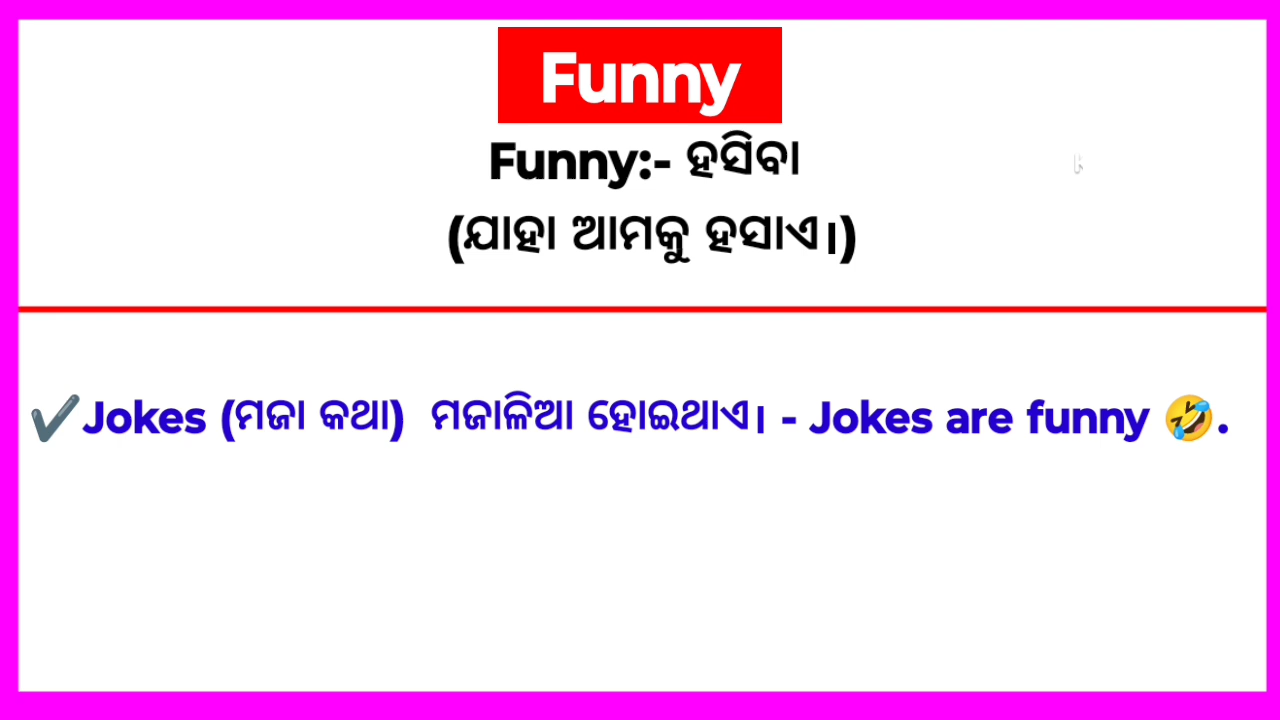 Funny
Funny:- ହସିବା
(ଯାହା ଆମକୁ ହସାଏ।)
✔️Jokes (ମଜା କଥା) ମଜାଳିଆ ହୋଇଥାଏ। - Jokes are funny 🤣.